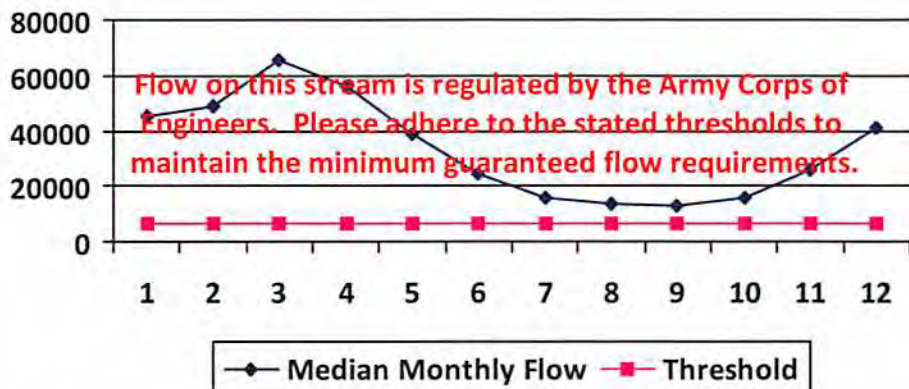 80000
60000
40000
20000
0
Flow on this stream is regulated by the Army Corps of
Engineers. Please adhere to the stated thresholds to
maintain the minimum guaranteed flow requirements.
1 2 3 4 5 6 7 8 9 10 11 12
Median Monthly Flow Threshold